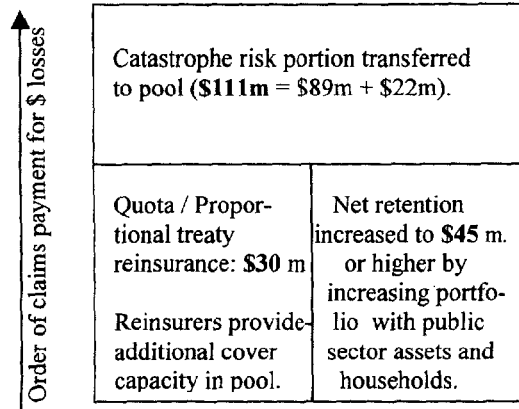 Order of claims payment for $ losses
Catastrophe risk portion transferred
to pool ($111m = $89m + $22m).
Quota / Propor-
tional treaty
reinsurance: $30 m
Reinsurers provide-
additional cover
capacity in pool.
Net retention
increased to $45 m.
or higher by
increasing portfo-
lio with public
sector assets and
households.